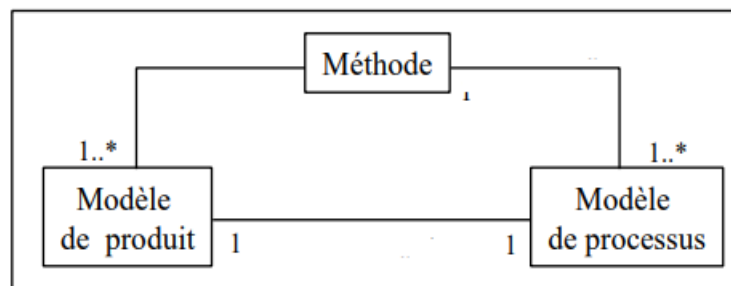 Méthode
1
1..*
1..*
Modèle
de produit
Modèle
de processus
1
1